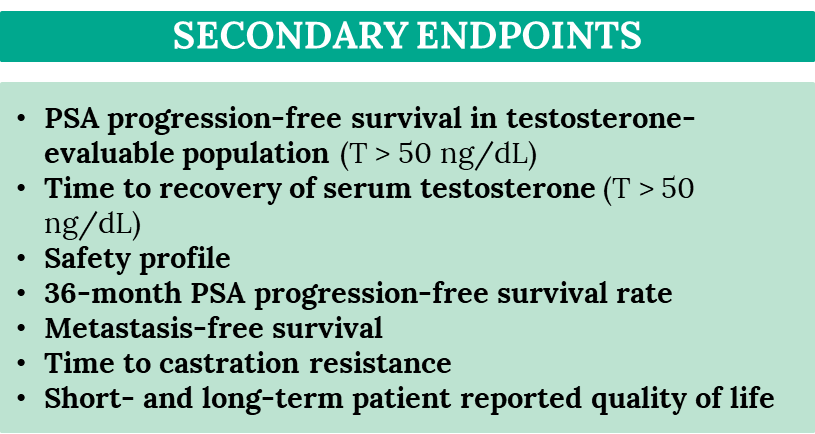 SECONDARY ENDPOINTS
• PSA progression-free survival in testosterone-
evaluable population (T > 50 ng/dL)
• Time to recovery of serum testosterone (T > 50
ng/dL)
• Safety profile
• 36-month PSA progression-free survival rate
• Metastasis-free survival
• Time to castration resistance
• Short- and long-term patient reported quality of life